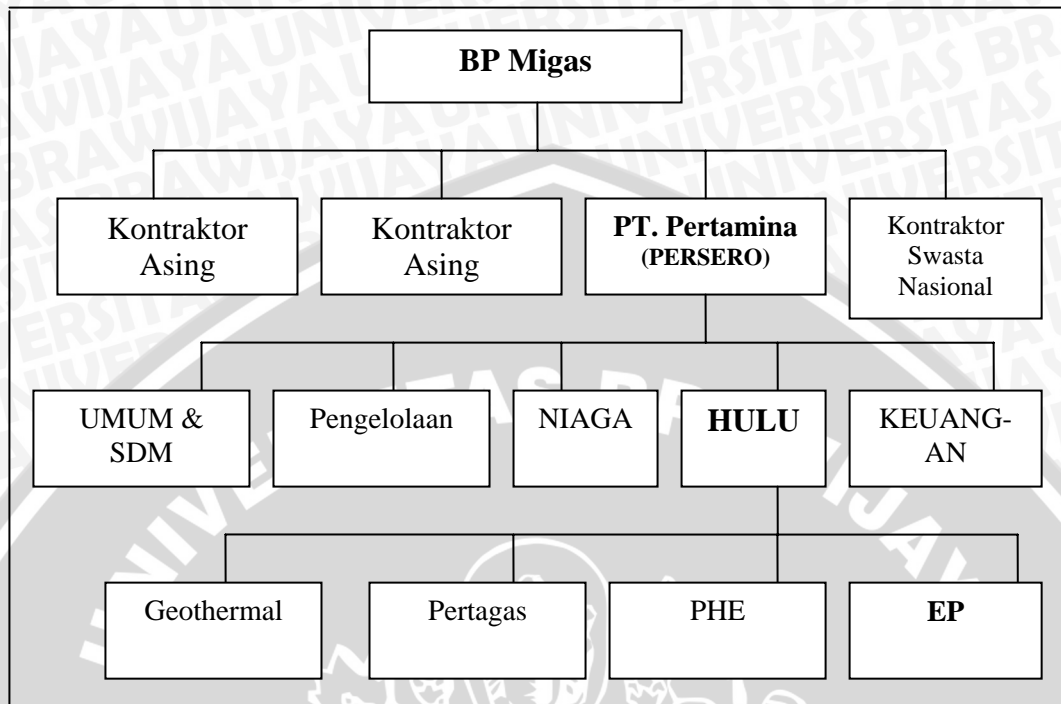 BP Migas
Kontraktor
Asing
Kontraktor
Asing
PT. Pertamina
(PERSERO)
Kontraktor
Swasta
Nasional
UMUM &
SDM
Pengelolaan
NIAGA
HULU
KEUANG-
AN
Geothermal
Pertagas
PHE
EP